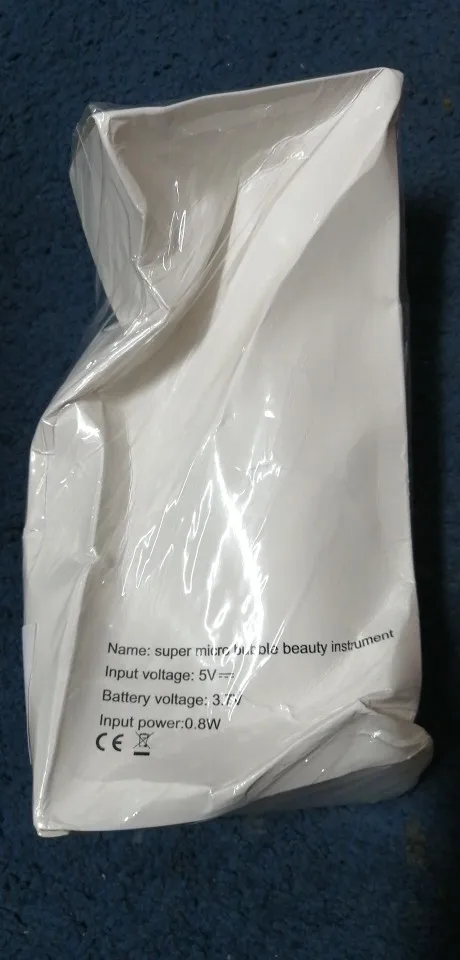 Name: super micro bubble beauty instrument
Input voltage: 5V⎓
Battery voltage: 3.7V
Input power:0.8W
CE